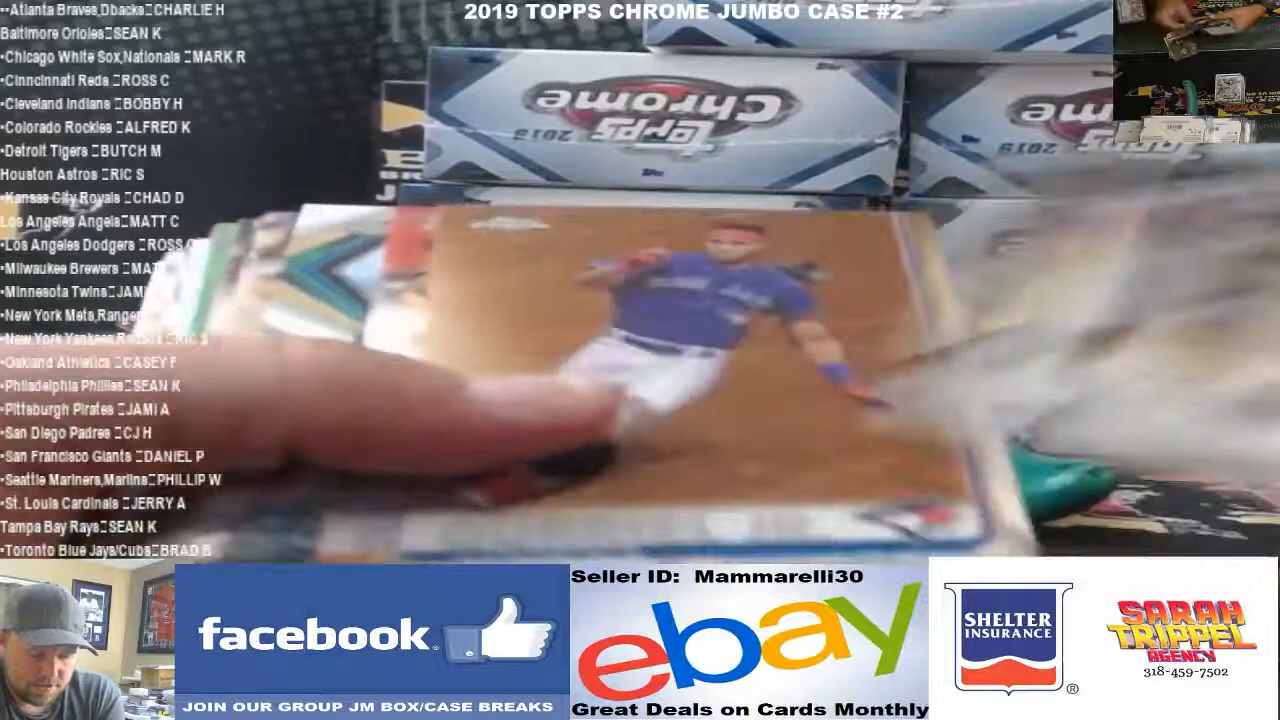 2019 TOPPS CHROME JUMBO CASE #2
••Atlanta Braves,Dbacks□CHARLIE H
Baltimore Orioles□SEAN K
•Chicago White Sox,Nationals □MARK R
•Cinncinnati Reds □ROSS C
•Cleveland Indians □BOBBY H
•Colorado Rockies □ALFRED K
•Detroit Tigers □BUTCH M
Houston Astros □RIC S
•Kansas City Royals □CHAD D
Los Angeles Angels□MATT C
•Los Angeles Dodgers □ROSS C
•Milwaukee Brewers □MAT
•Minnesota Twins□JAMI
•New York Mets,Ranger
•New York Yankees
•Oakland Athletics □CASEY F
•Philadelphia Phillies□SEAN K
•Pittsburgh Pirates □JAMI A
•San Diego Padres □CJ H
•San Francisco Giants □DANIEL P
•Seattle Mariners,Marlins□PHILLIP W
•St. Louis Cardinals □JERRY A
Tampa Bay Rays□SEAN K
•Toronto Blue Jays/Cubs□BRAD B
Topps
Chrome
2019
Topps
Chrome
2019
facebook
JOIN OUR GROUP JM BOX/CASE BREAKS
Seller ID: Mammarelli30
ebay
Great Deals on Cards Monthly
SHELTER
INSURANCE
®
SARAH
TRIPPEL
AGENCY
318-459-7502